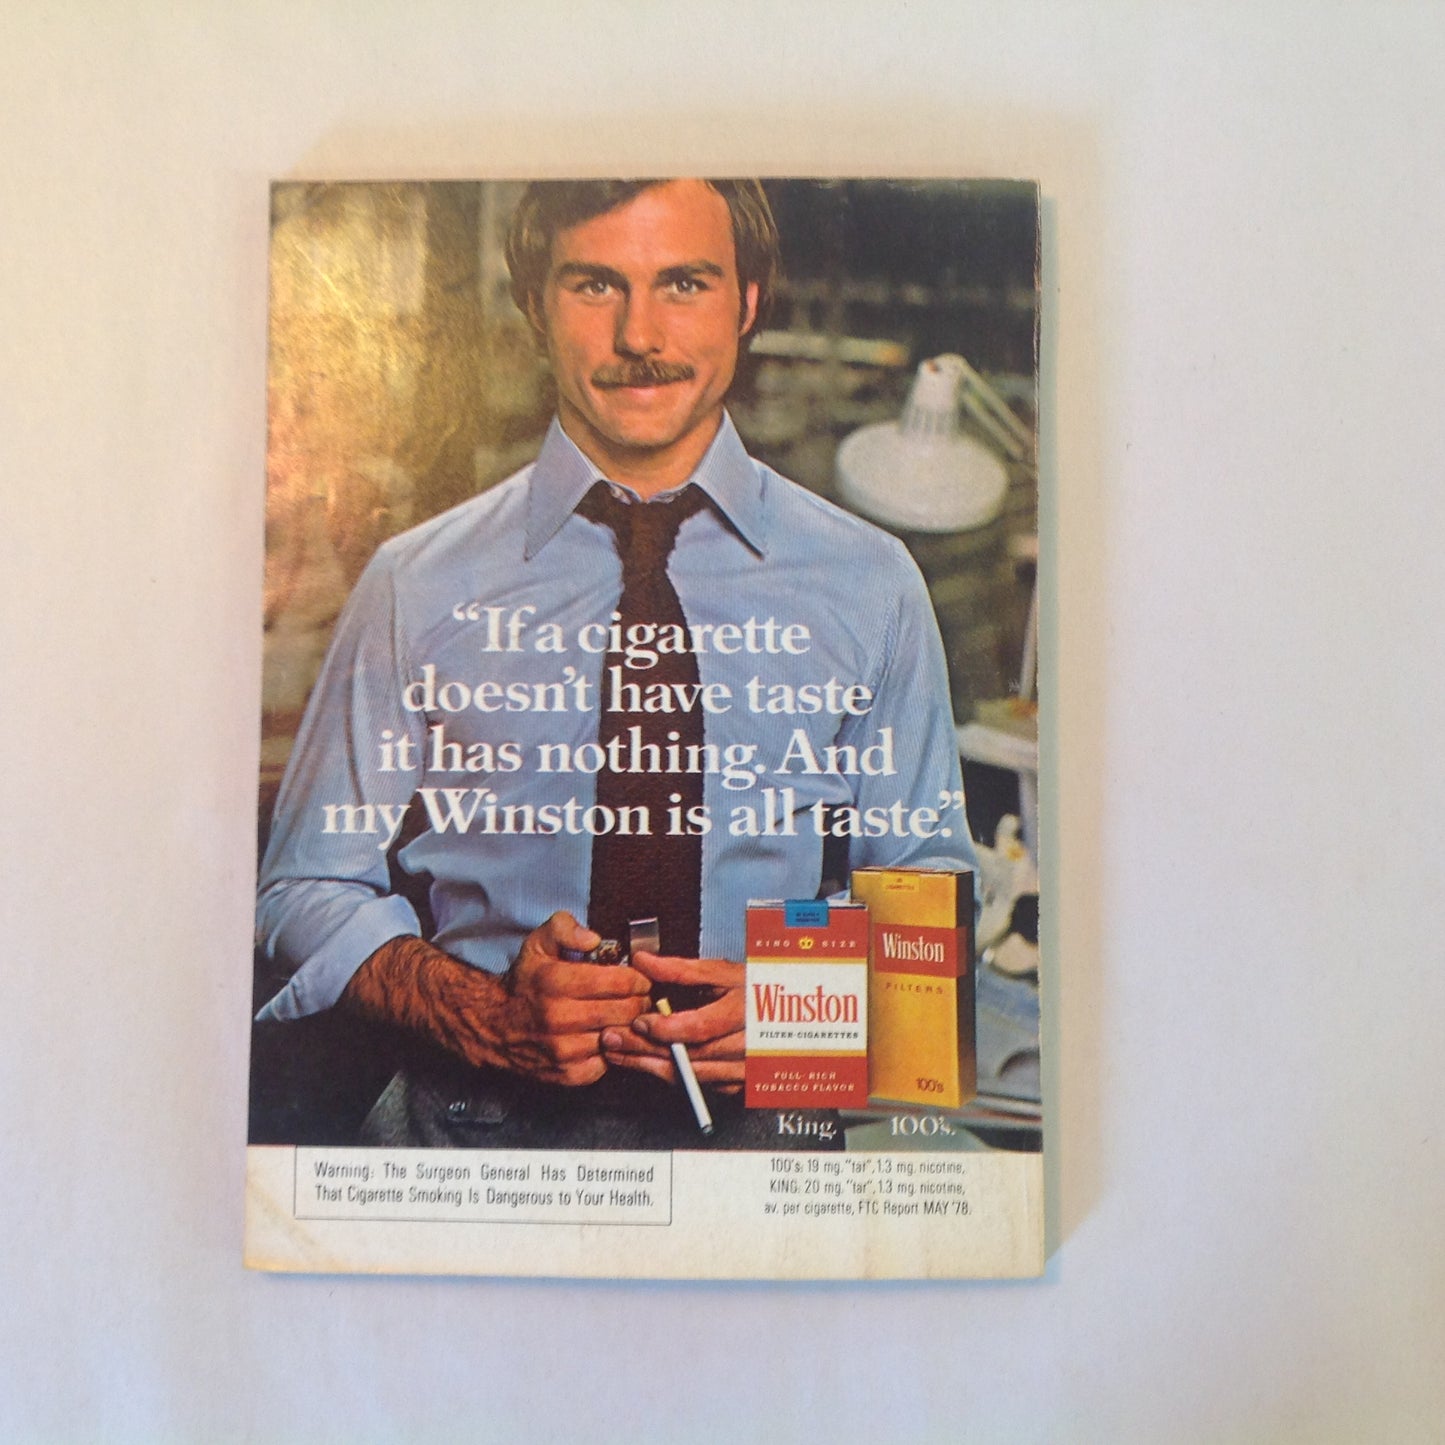 “If a cigarette
doesn’t have taste
it has nothing. And
my Winston is all taste.”
KING SIZE
Winston
FILTER-CIGARETTES
FULL-RICH
TOBACCO FLAVOR
Winston
FILTERS
100's
King.
100's.
Warning: The Surgeon General Has Determined
That Cigarette Smoking Is Dangerous to Your Health.
100's: 19 mg. "tar", 1.3 mg. nicotine,
KING: 20 mg. "tar", 1.3 mg. nicotine,
av. per cigarette, FTC Report MAY '78.